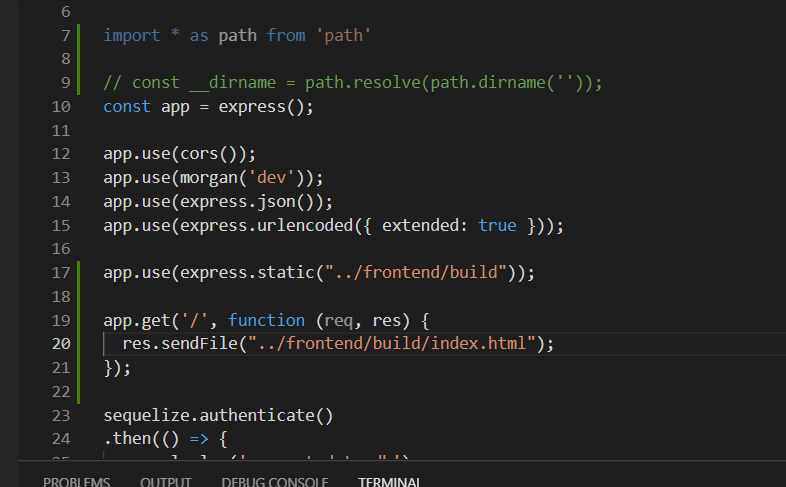 6
7 import * as path from 'path'
8
9 // const __dirname = path.resolve(path.dirname(''));
10 const app = express();
11
12 app.use(cors());
13 app.use(morgan('dev'));
14 app.use(express.json());
15 app.use(express.urlencoded({ extended: true }));
16
17 app.use(express.static("../frontend/build"));
18
19 app.get('/', function (req, res) {
20 res.sendFile("../frontend/build/index.html");
21 });
22
23 sequelize.authenticate()
24 .then(() => {
PROBLEMS OUTPUT DEBUG CONSOLE TERMINAL